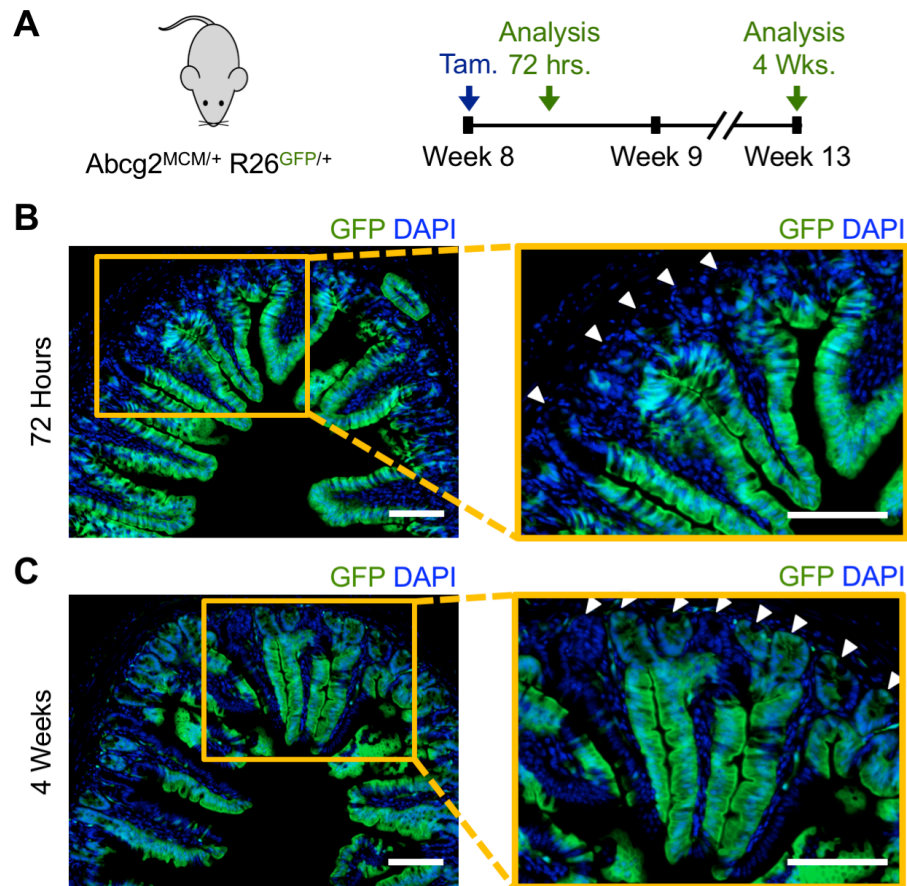 A
Abcg2MCM/+ R26GFP/+
Analysis
72 hrs.
Tam.
Analysis
4 Wks.
Week 8
Week 9
Week 13
B
GFP DAPI
GFP DAPI
72 Hours
C
GFP DAPI
GFP DAPI
4 Weeks